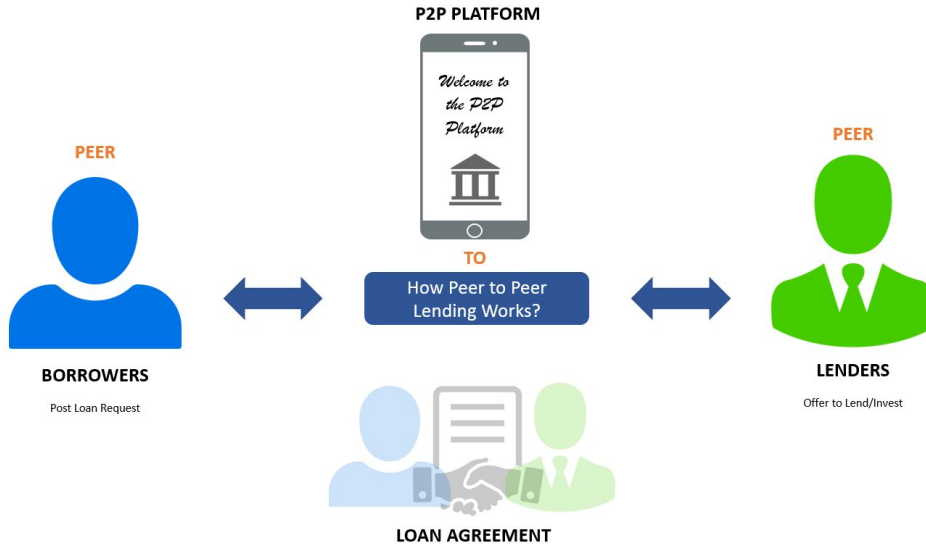 P2P PLATFORM
Welcome to
the P2P
Platform
PEER
PEER
TO
How Peer to Peer
Lending Works?
BORROWERS
Post Loan Request
LENDERS
Offer to Lend/Invest
LOAN AGREEMENT